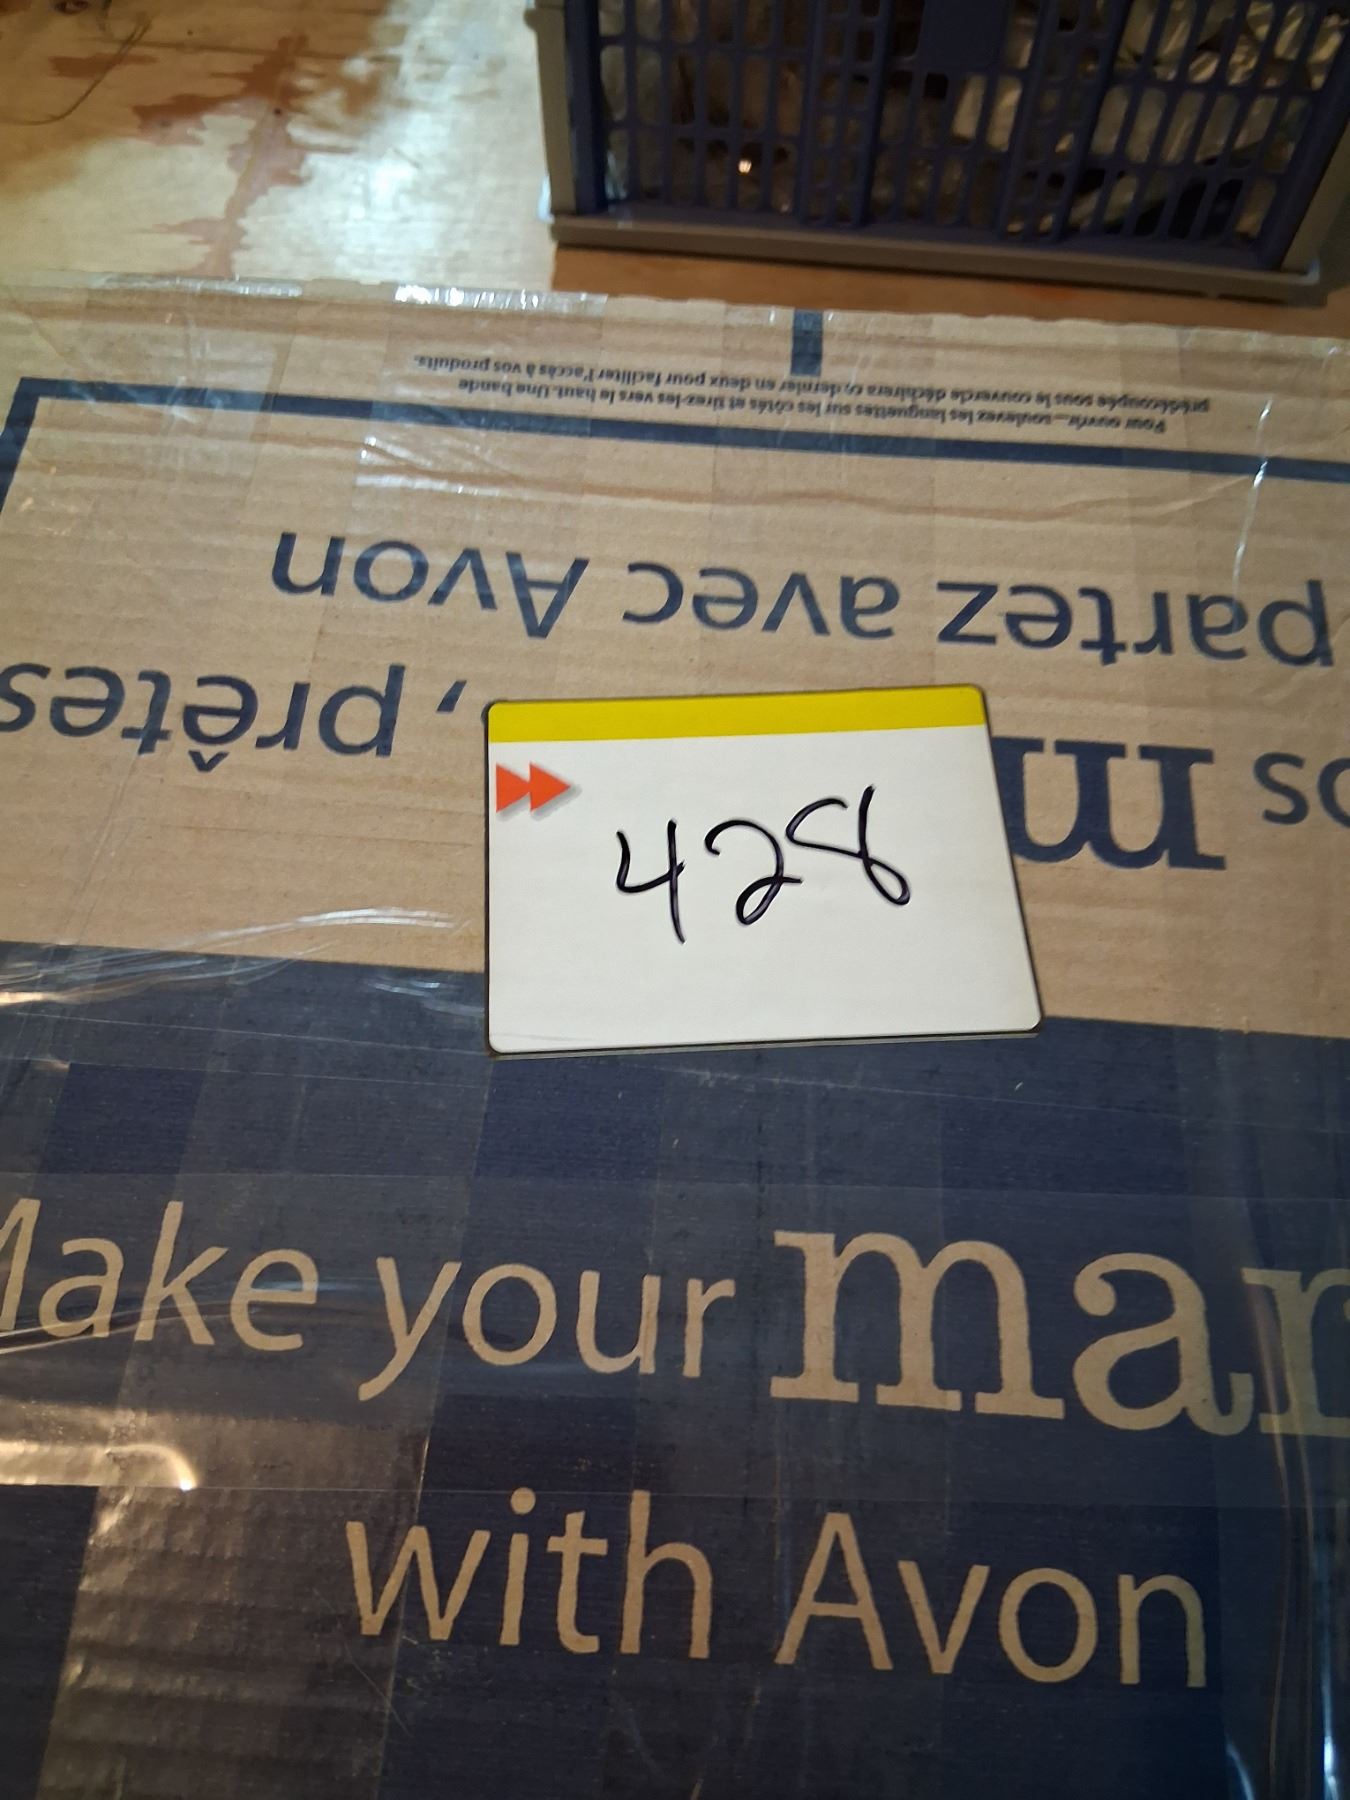 Pour ouvrir... soulevez les languettes sur les côtés et tirez-les vers le haut. Une bande
prédécoupée sous le couvercle déchirera ce dernier en deux pour faciliter l'accès à vos produits.
partez avec Avon
prêtes,
428
Make your
with Avon